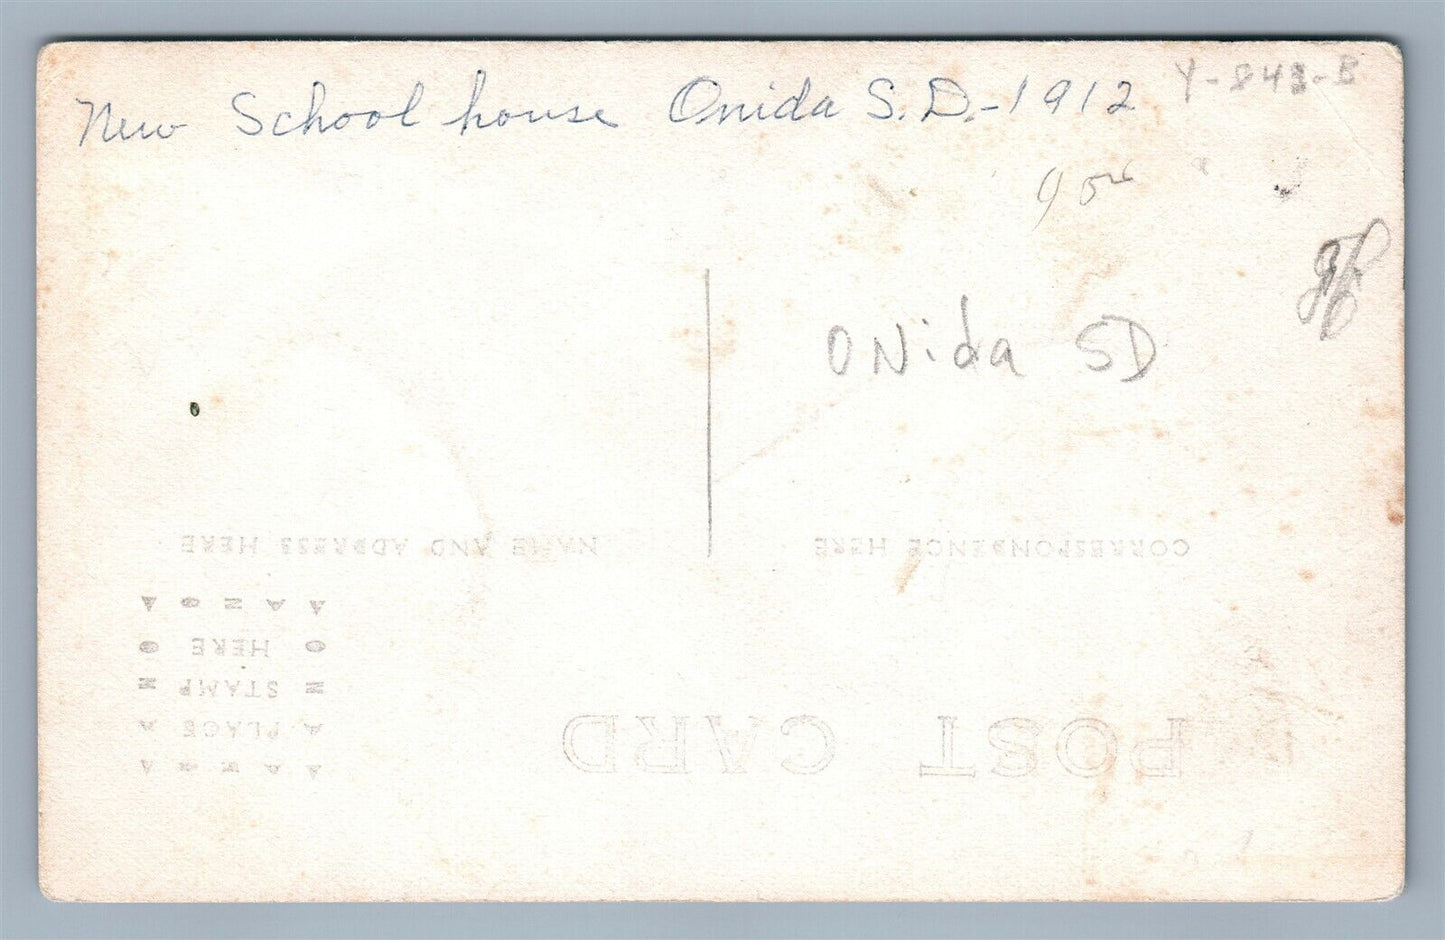 New School house Onida S.D.-1912
Y-843-B
ONida SD
CORRESPONDENCE HERE
NAME AND ADDRESS HERE
POST CARD
PLACE
STAMP
HERE